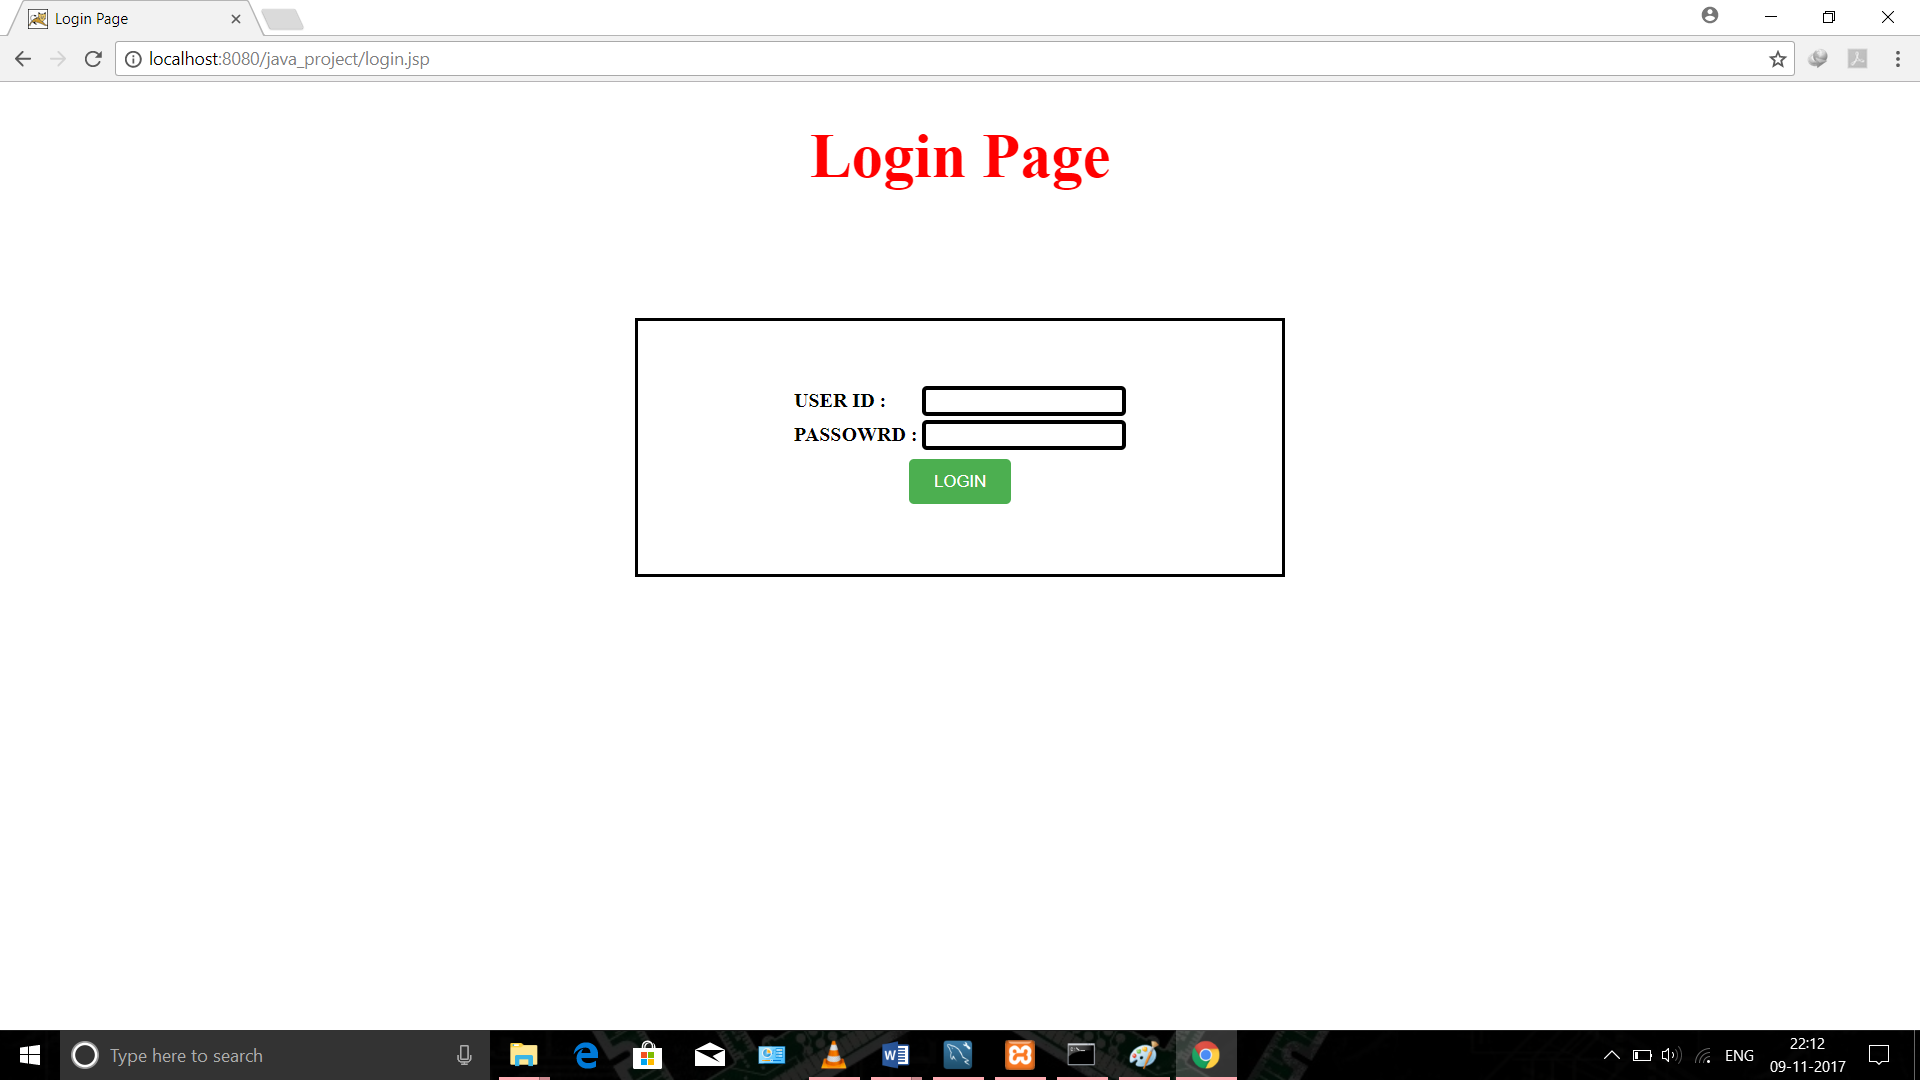 Login Page
localhost:8080/java_project/login.jsp
Login Page
USER ID :
PASSOWRD :
LOGIN
Type here to search
ENG
22:12
09-11-2017